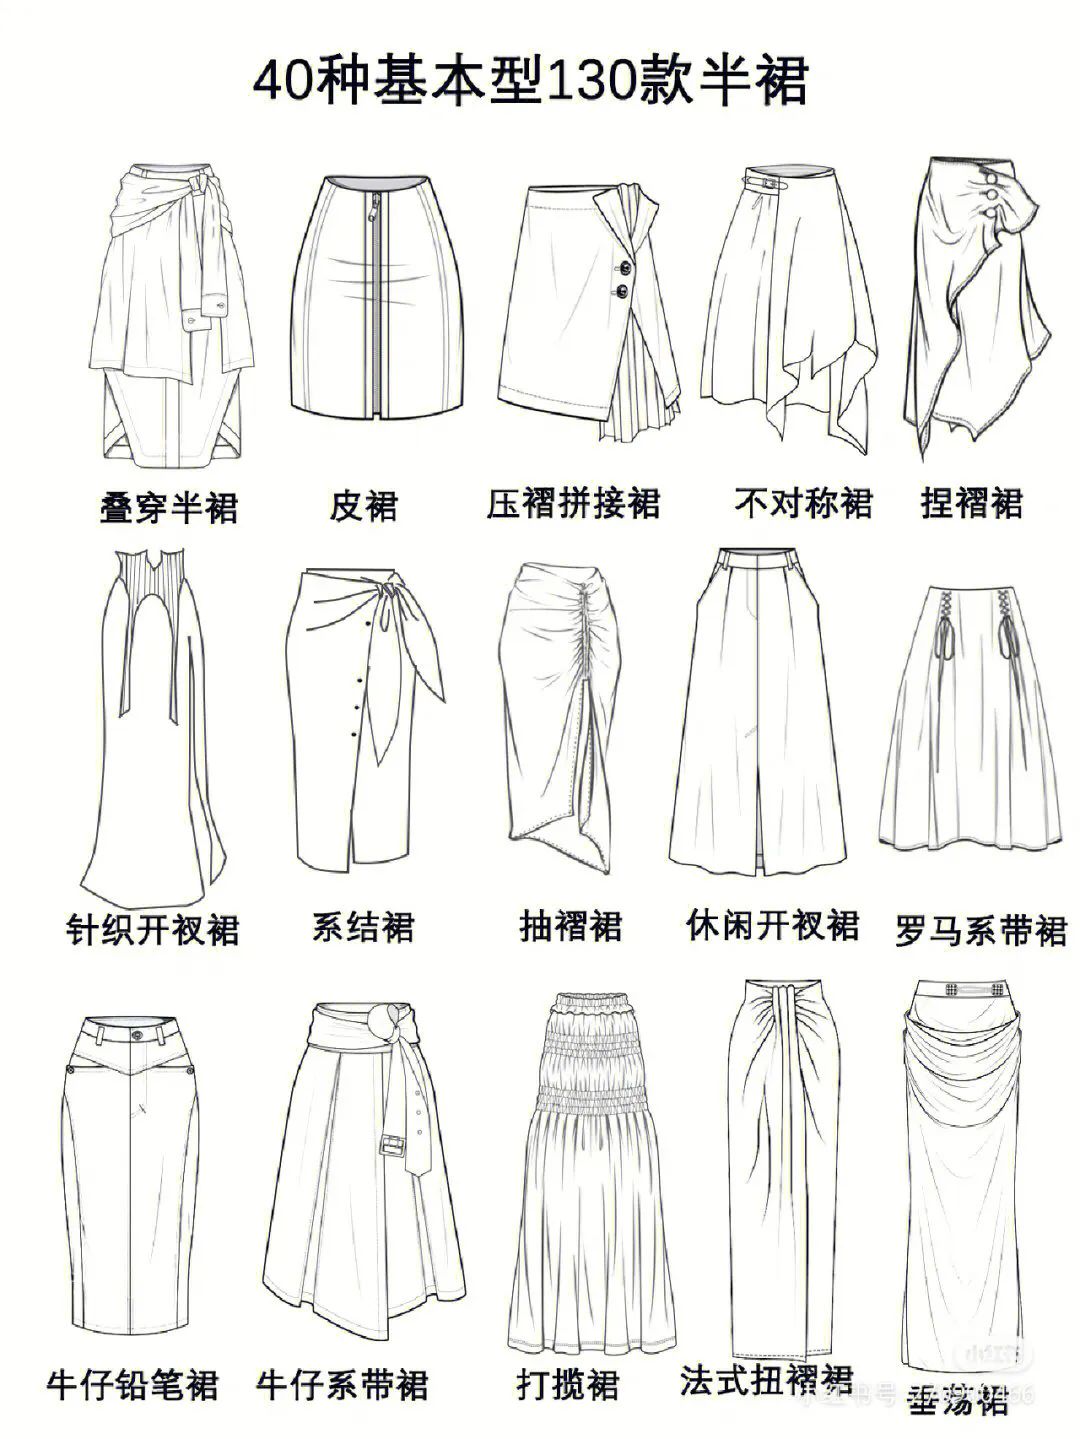 40种基本型130款半裙
叠穿半裙
皮裙
压褶拼接裙
不对称裙
捏褶裙
针织开衩裙
系结裙
抽褶裙
休闲开衩裙
罗马系带裙
牛仔铅笔裙
牛仔系带裙
打揽裙
法式扭褶裙
垂荡裙
小红书
小红书号